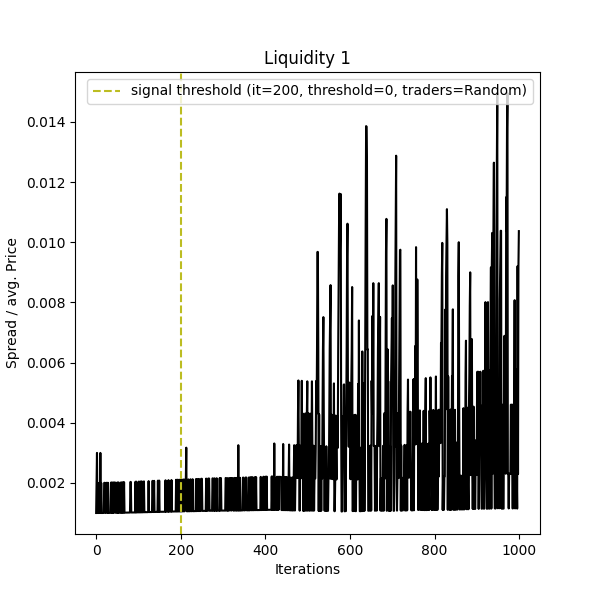 Liquidity 1
signal threshold (it=200, threshold=0, traders=Random)
Spread / avg. Price
0.014
0.012
0.010
0.008
0.006
0.004
0.002
0 200 400 600 800 1000
Iterations